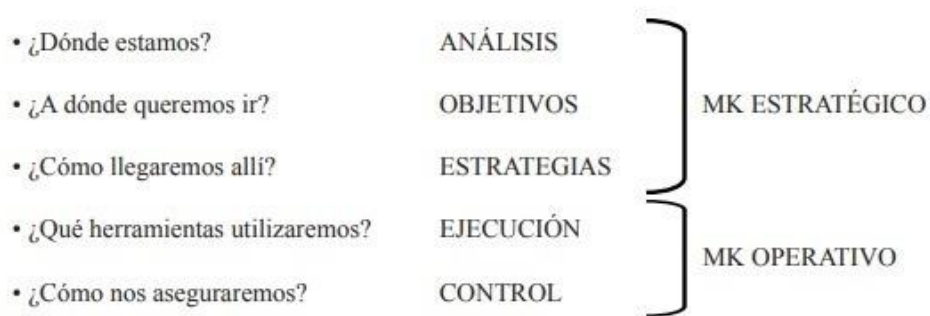 • ¿Dónde estamos? ANÁLISIS
• ¿A dónde queremos ir? OBJETIVOS
MK ESTRATÉGICO
• ¿Cómo llegaremos allí? ESTRATEGIAS
• ¿Qué herramientas utilizaremos? EJECUCIÓN
MK OPERATIVO
• ¿Cómo nos aseguraremos? CONTROL